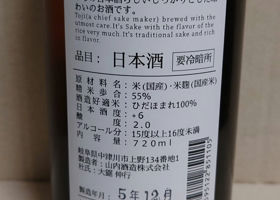 わいのお酒です。
Toji(a chief sake maker) brewed with the
utmost care.It's Sake with the flavor of the
rice very much.It's traditional sake and rich
in flavor.
品目：日本酒 要冷暗所
原材料名：米(国産)・米麹(国産米)
精米歩合：55%
酒造好適米：ひだほまれ100%
日本酒度：+6
酸度：2.0
アルコール分：15度以上16度未満
内容量：720ml
岐阜県中津川市上野134番地1
製造者：山内酒造株式会社
杜氏：大鋸 伸行
製造年月：5年12月